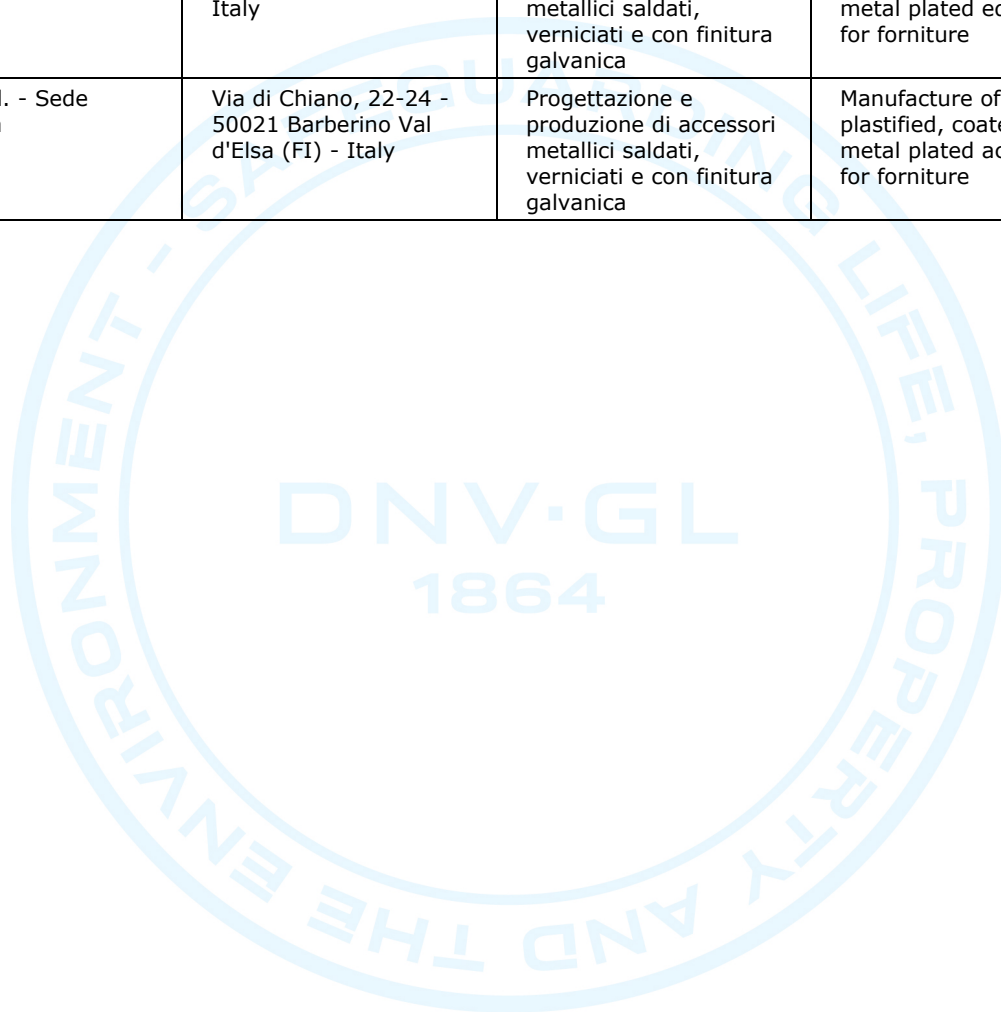 Italy
metallici saldati,
verniciati e con finitura
galvanica
metal plated
for forniture
. - Sede
Via di Chiano, 22-24 -
50021 Barberino Val
d'Elsa (FI) - Italy
Progettazione e
produzione di accessori
metallici saldati,
verniciati e con finitura
galvanica
Manufacture of
plastified,
metal plated
for forniture
SAFEGUARDING LIFE, PROPERTY AND THE ENVIRONMENT -
DNV·GL
1864